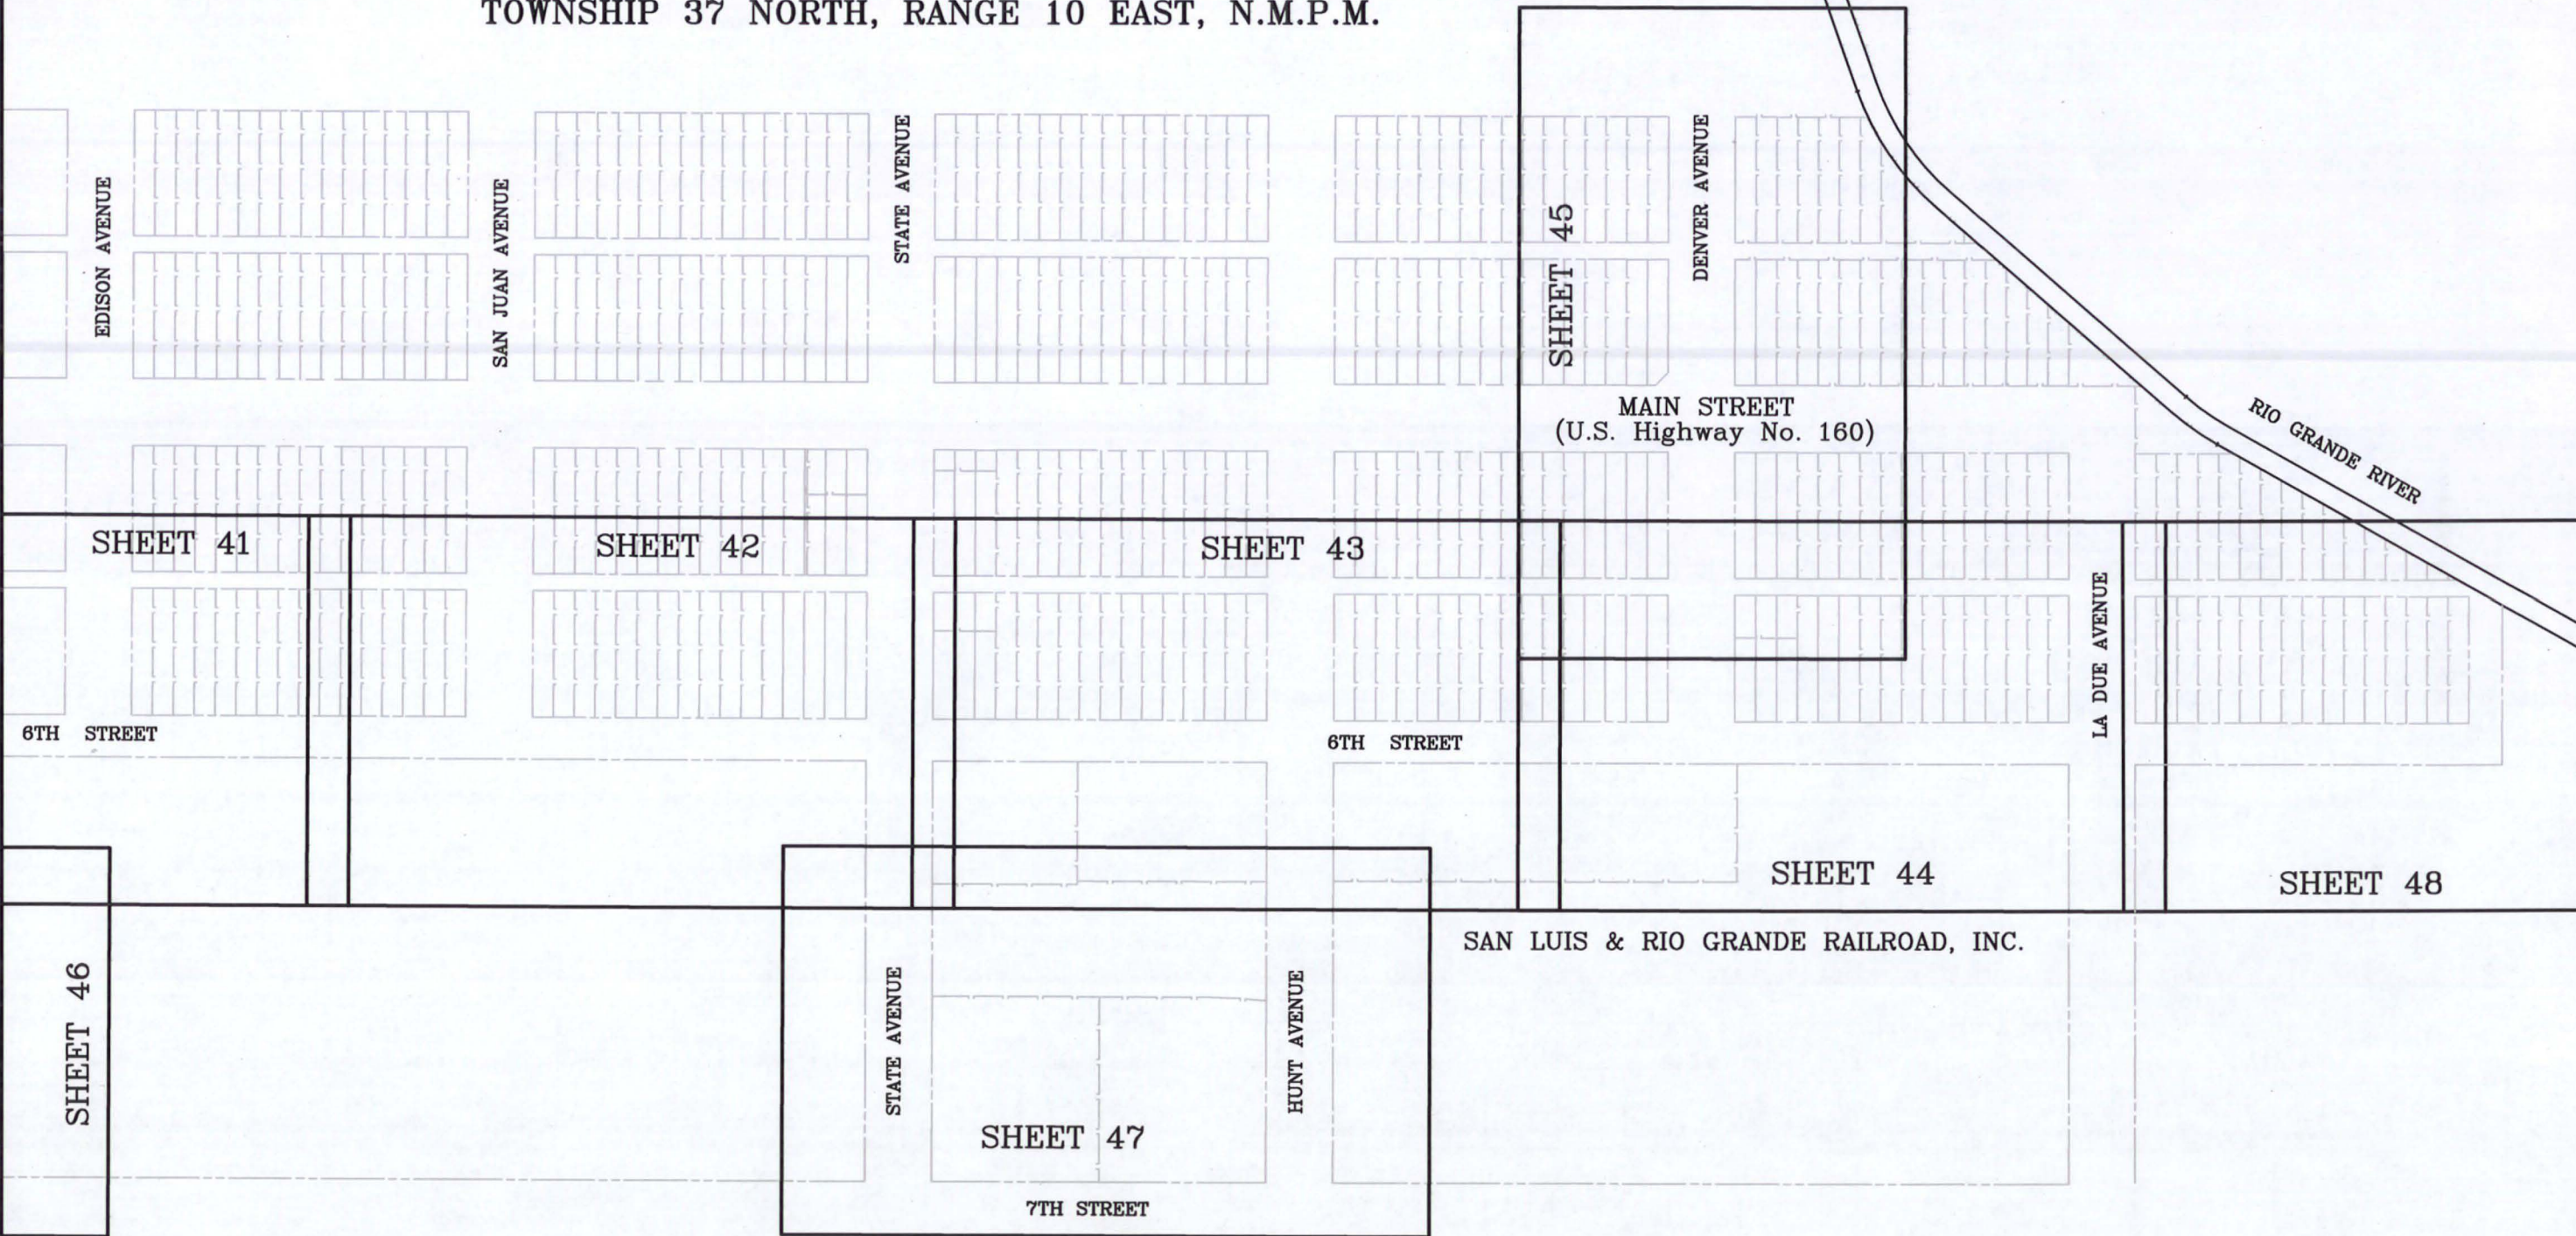 TOWNSHIP 37 NORTH, RANGE 10 EAST, N.M.P.M.
EDISON AVENUE
SAN JUAN AVENUE
STATE AVENUE
SHEET 45
DENVER AVENUE
MAIN STREET
(U.S. Highway No. 160)
RIO GRANDE RIVER
SHEET 41
SHEET 42
SHEET 43
LA DUE AVENUE
6TH STREET
6TH STREET
SHEET 44
SHEET 48
SAN LUIS & RIO GRANDE RAILROAD, INC.
SHEET 46
STATE AVENUE
HUNT AVENUE
SHEET 47
7TH STREET